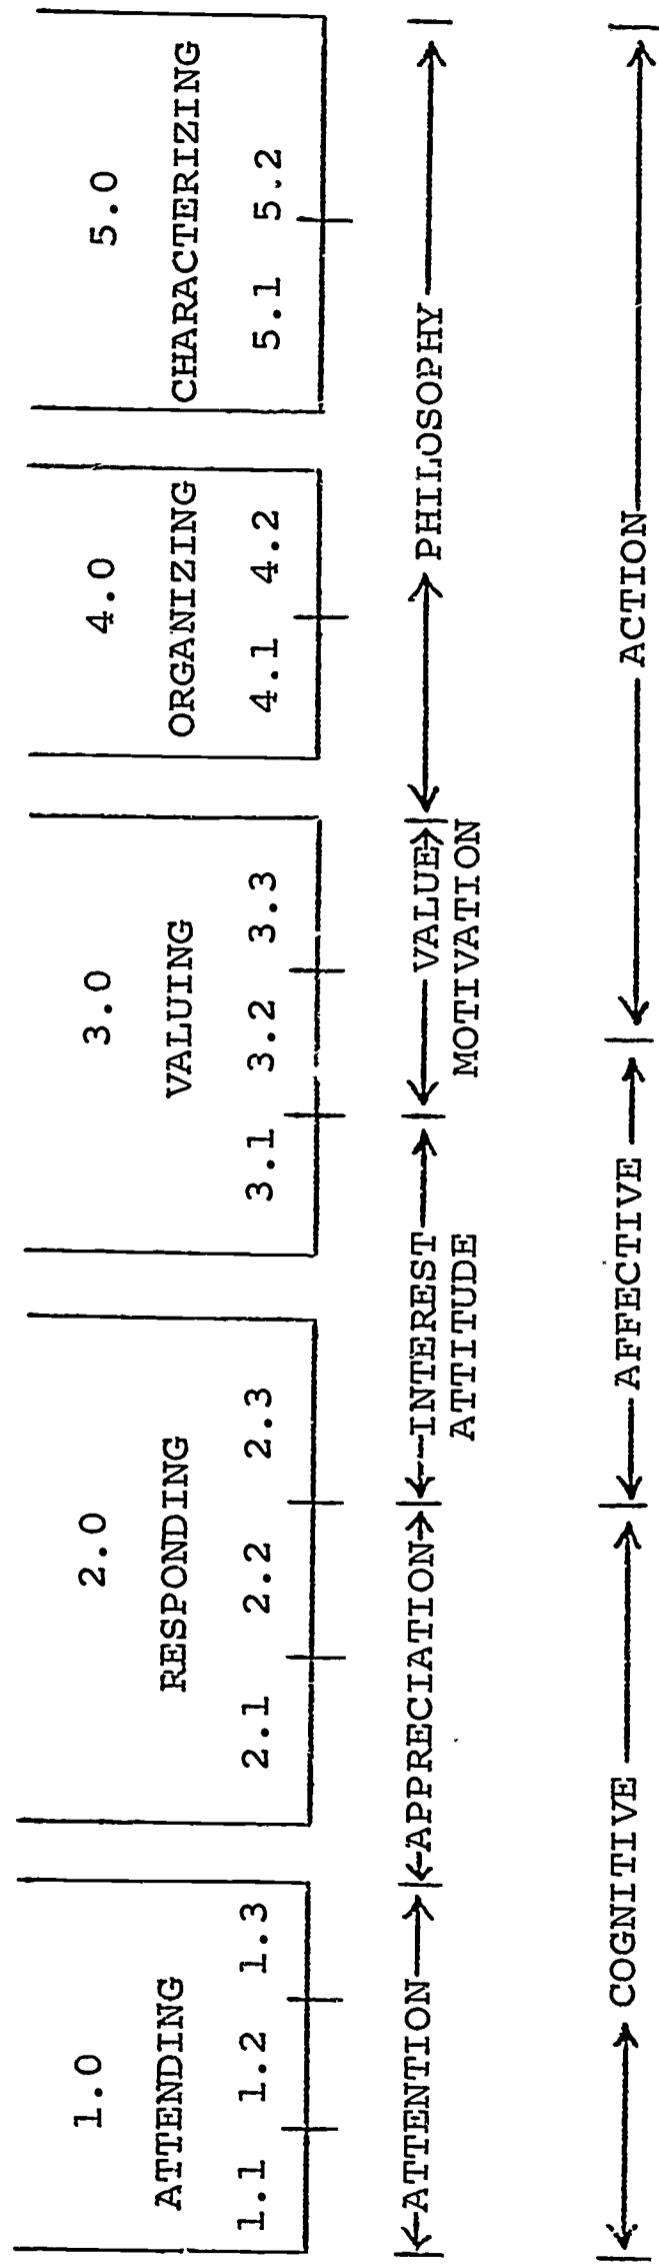 1.0 2.0 3.0 4.0 5.0
ATTENDING RESPONDING VALUING ORGANIZING CHARACTERIZING
1.1 1.2 1.3 2.1 2.2 2.3 3.1 3.2 3.3 4.1 4.2 5.1 5.2
ATTENTION APPRECIATION INTEREST VALUE PHILOSOPHY
ATTITUDE MOTIVATION
COGNITIVE AFFECTIVE ACTION